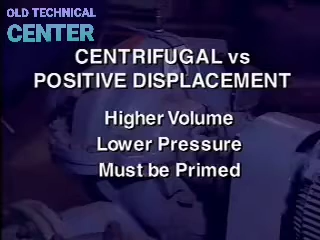 OLD TECHNICAL
CENTER
CENTRIFUGAL vs
POSITIVE DISPLACEMENT
Higher Volume
Lower Pressure
Must be Primed